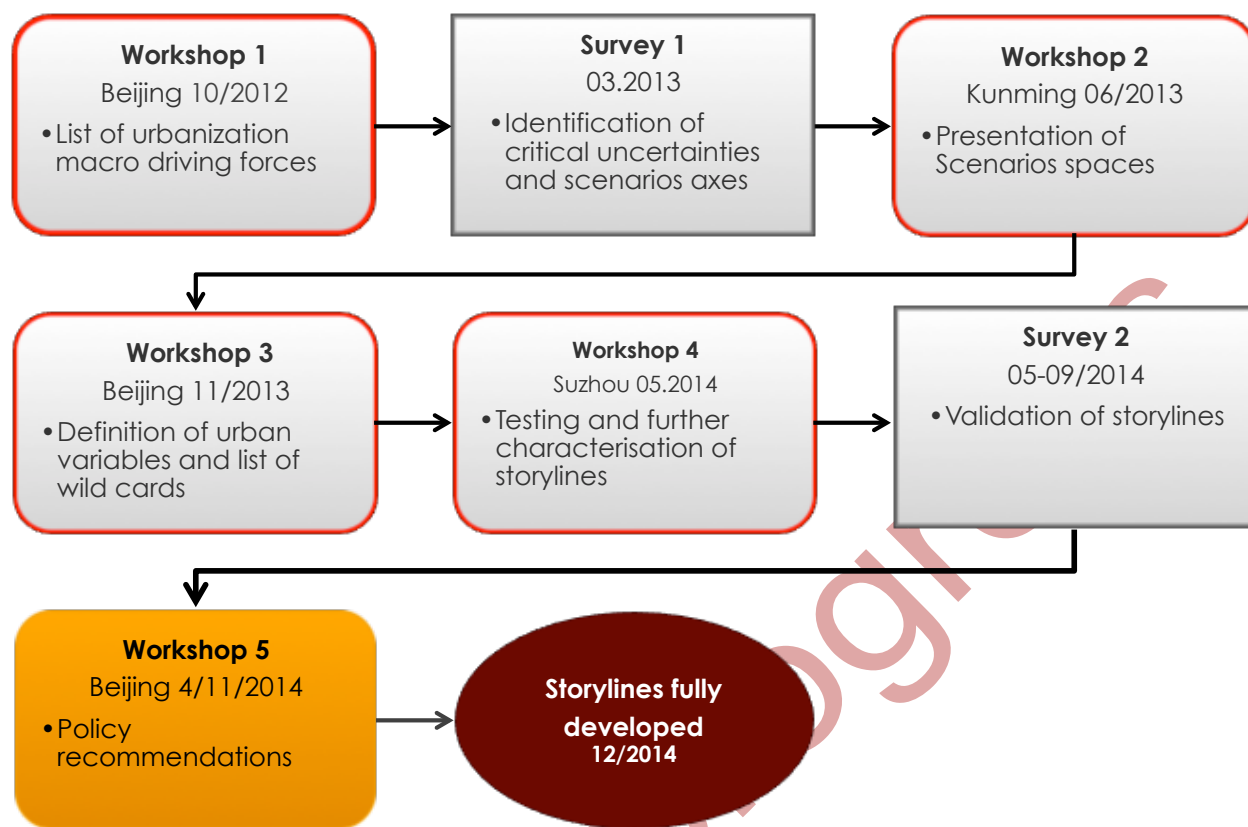 Workshop 1
Beijing 10/2012
•List of urbanization
macro driving forces
Survey 1
03.2013
•Identification of
critical uncertainties
and scenarios axes
Workshop 2
Kunming 06/2013
•Presentation of
Scenarios spaces
Workshop 3
Beijing 11/2013
•Definition of urban
variables and list of
wild cards
Workshop 4
Suzhou 05.2014
•Testing and further
characterisation of
storylines
Survey 2
05-09/2014
•Validation of storylines
Workshop 5
Beijing 4/11/2014
•Policy
recommendations
Storylines fully
developed
12/2014